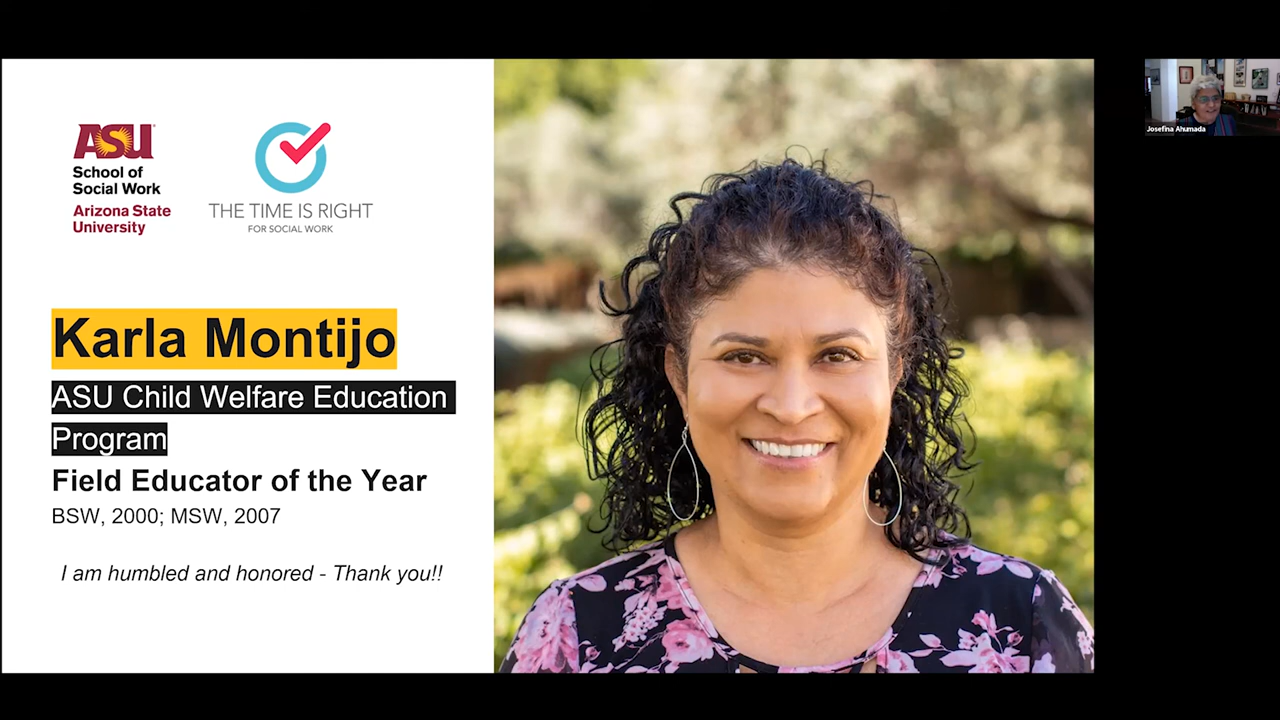 ASU
School of
Social Work
Arizona State
University
THE TIME IS RIGHT
FOR SOCIAL WORK
Karla Montijo
ASU Child Welfare Education
Program
Field Educator of the Year
BSW, 2000; MSW, 2007
I am humbled and honored - Thank you!!
Josefina Ahumada